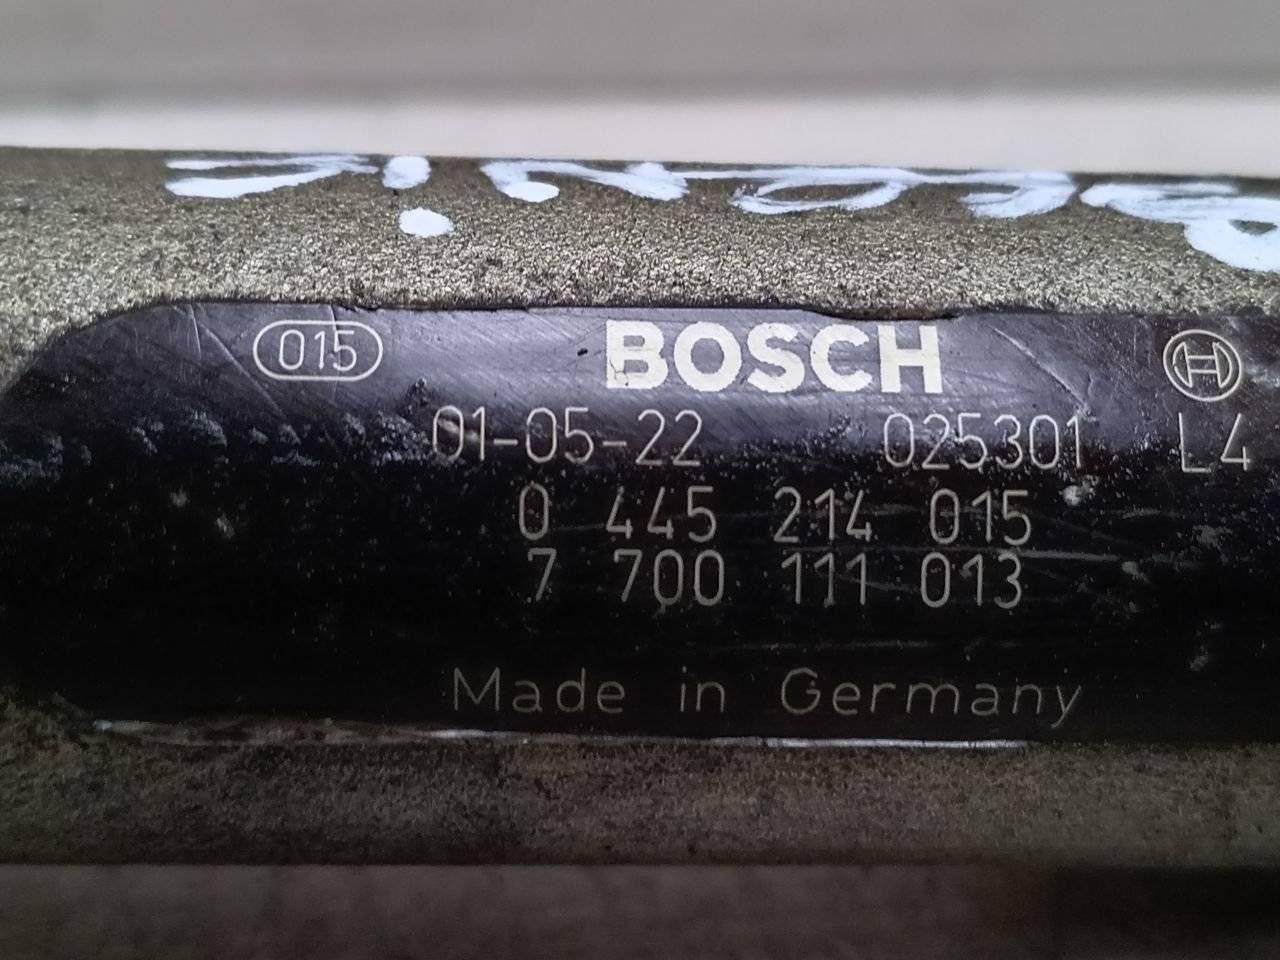 015 BOSCH
01-05-22 025301 L4
0 445 214 015
7 700 111 013
Made in Germany